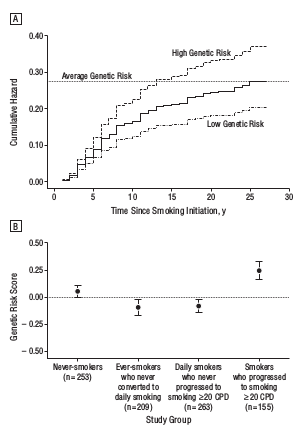 A
0.40
0.30
0.20
0.10
0.00
Cumulative Hazard
High Genetic Risk
Average Genetic Risk
Low Genetic Risk
0
5
10
15
20
25
30
Time Since Smoking Initiation, y
B
0.50
0.25
0.00
– 0.25
– 0.50
Genetic Risk Score
Never-smokers
(n=253)
Ever-smokers
who never
converted to
daily smoking
(n=209)
Daily smokers
who never
progressed to
smoking ≥20 CPD
(n=263)
Smokers
who progressed
to smoking
≥20 CPD
(n=155)
Study Group